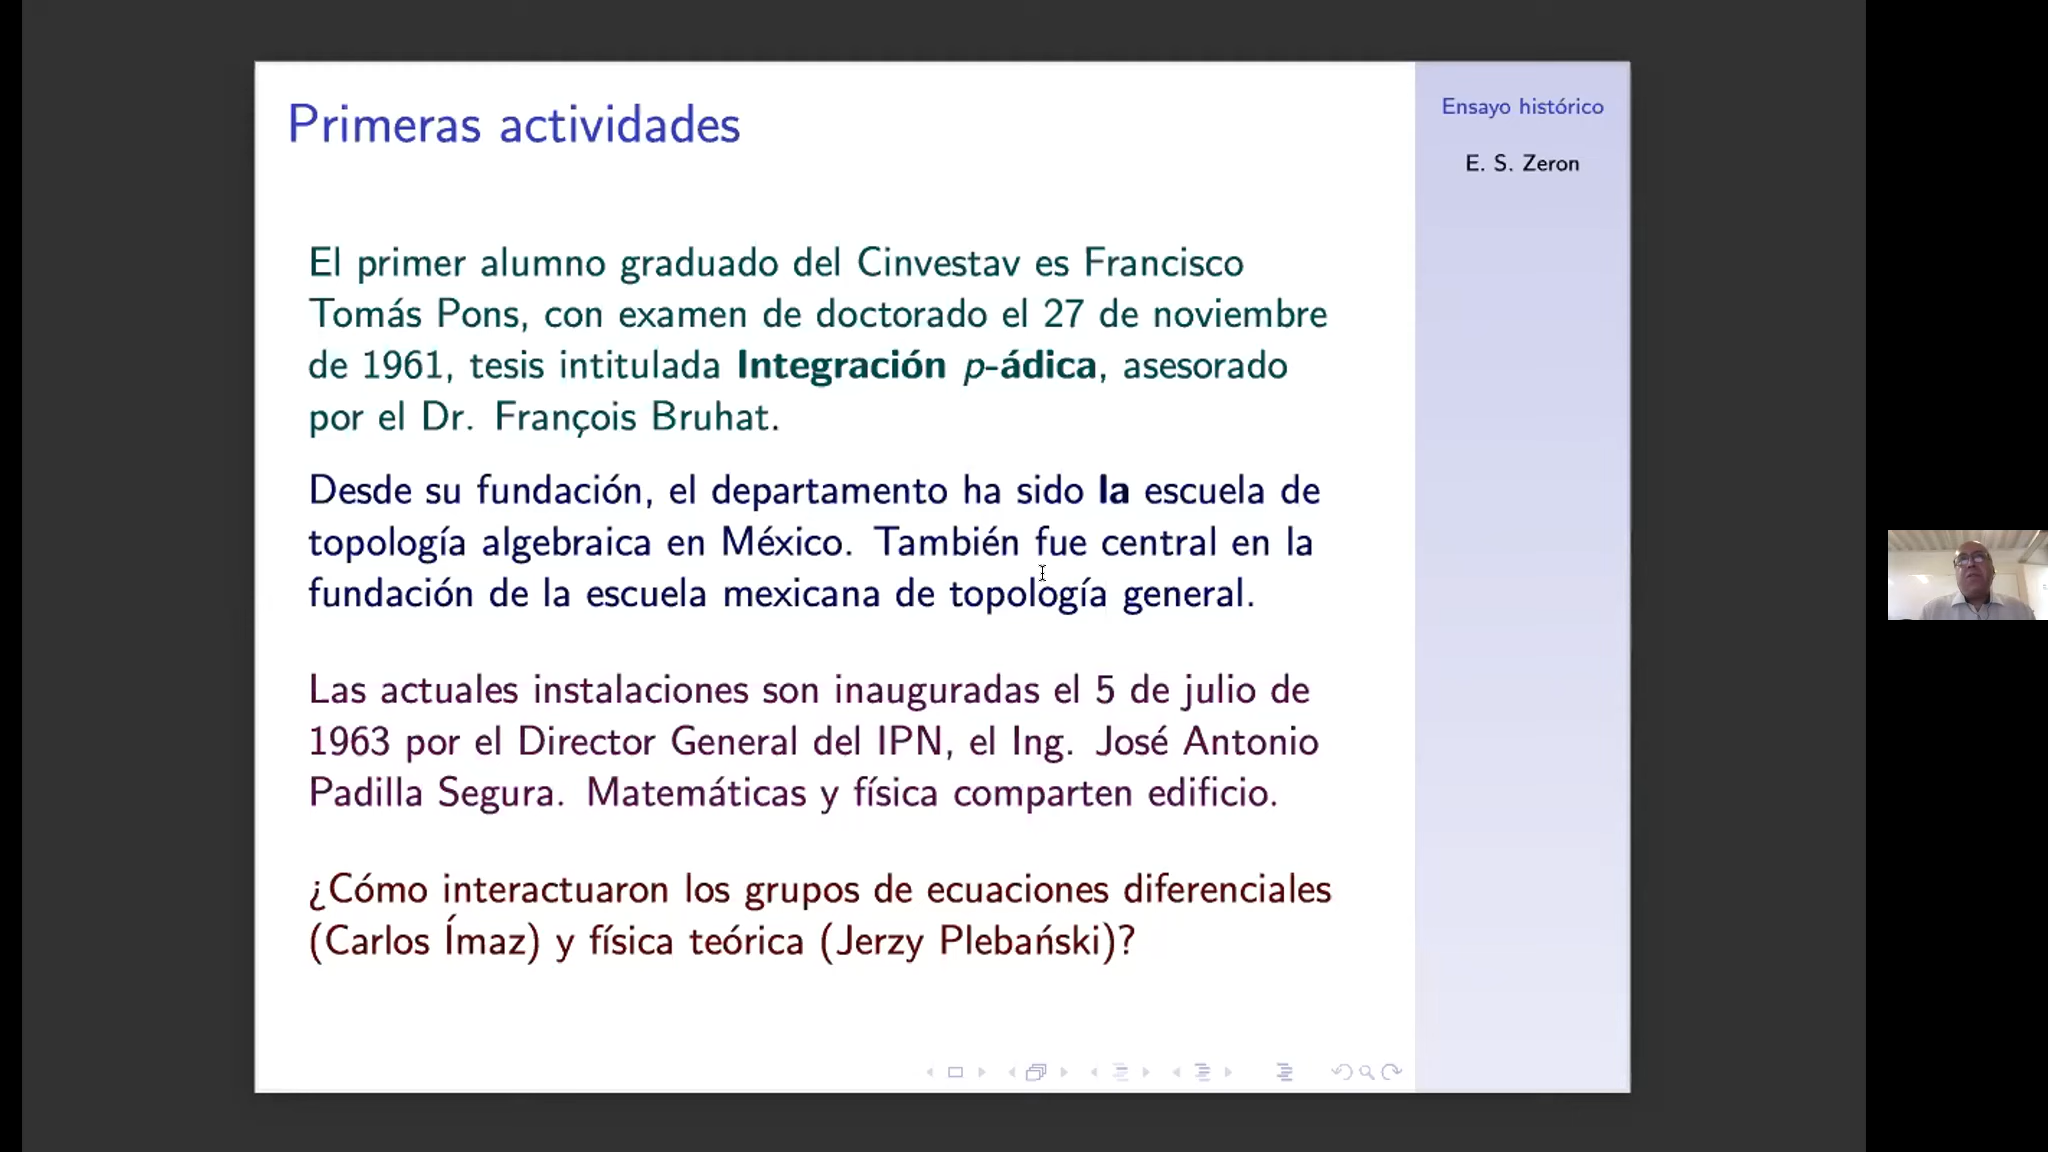 Primeras actividades
El primer alumno graduado del Cinvestav es Francisco
Tomás Pons, con examen de doctorado el 27 de noviembre
de 1961, tesis intitulada Integración p-ádica, asesorado
por el Dr. François Bruhat.
Desde su fundación, el departamento ha sido la escuela de
topología algebraica en México. También fue central en la
fundación de la escuela mexicana de topología general.
Las actuales instalaciones son inauguradas el 5 de julio de
1963 por el Director General del IPN, el Ing. José Antonio
Padilla Segura. Matemáticas y física comparten edificio.
¿Cómo interactuaron los grupos de ecuaciones diferenciales
(Carlos Ímaz) y física teórica (Jerzy Plebański)?
Ensayo histórico
E. S. Zeron